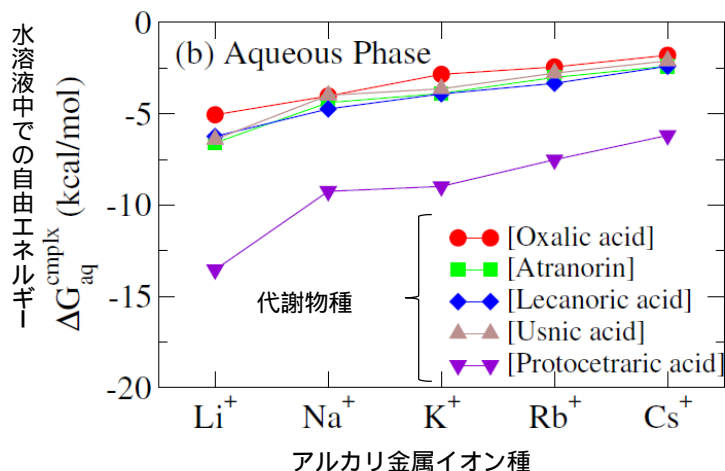 水溶液中での自由エネルギー
ΔG_aq^cmplx (kcal/mol)
0
-5
-10
-15
-20
(b) Aqueous Phase
[Oxalic acid]
[Atranorin]
[Lecanoric acid]
[Usnic acid]
[Protocetraric acid]
代謝物種
Li⁺ Na⁺ K⁺ Rb⁺ Cs⁺
アルカリ金属イオン種